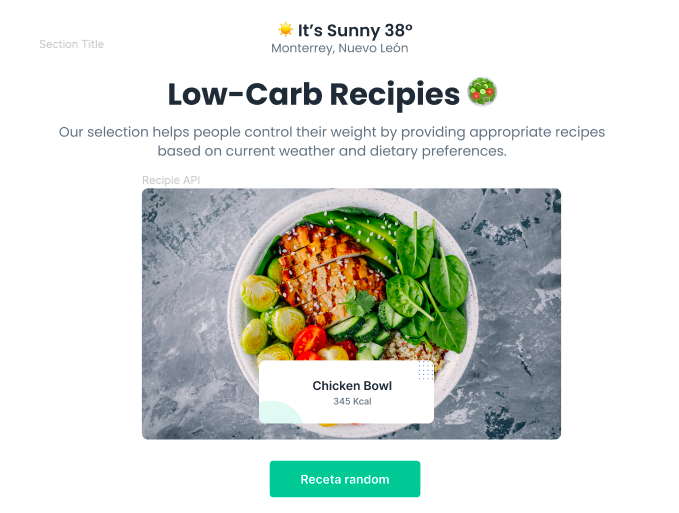 ☀️ It’s Sunny 38°
Monterrey, Nuevo León
Section Title
Low-Carb Recipies 🥗
Our selection helps people control their weight by providing appropriate recipes
based on current weather and dietary preferences.
Recipie API
Chicken Bowl
345 Kcal
Receta random